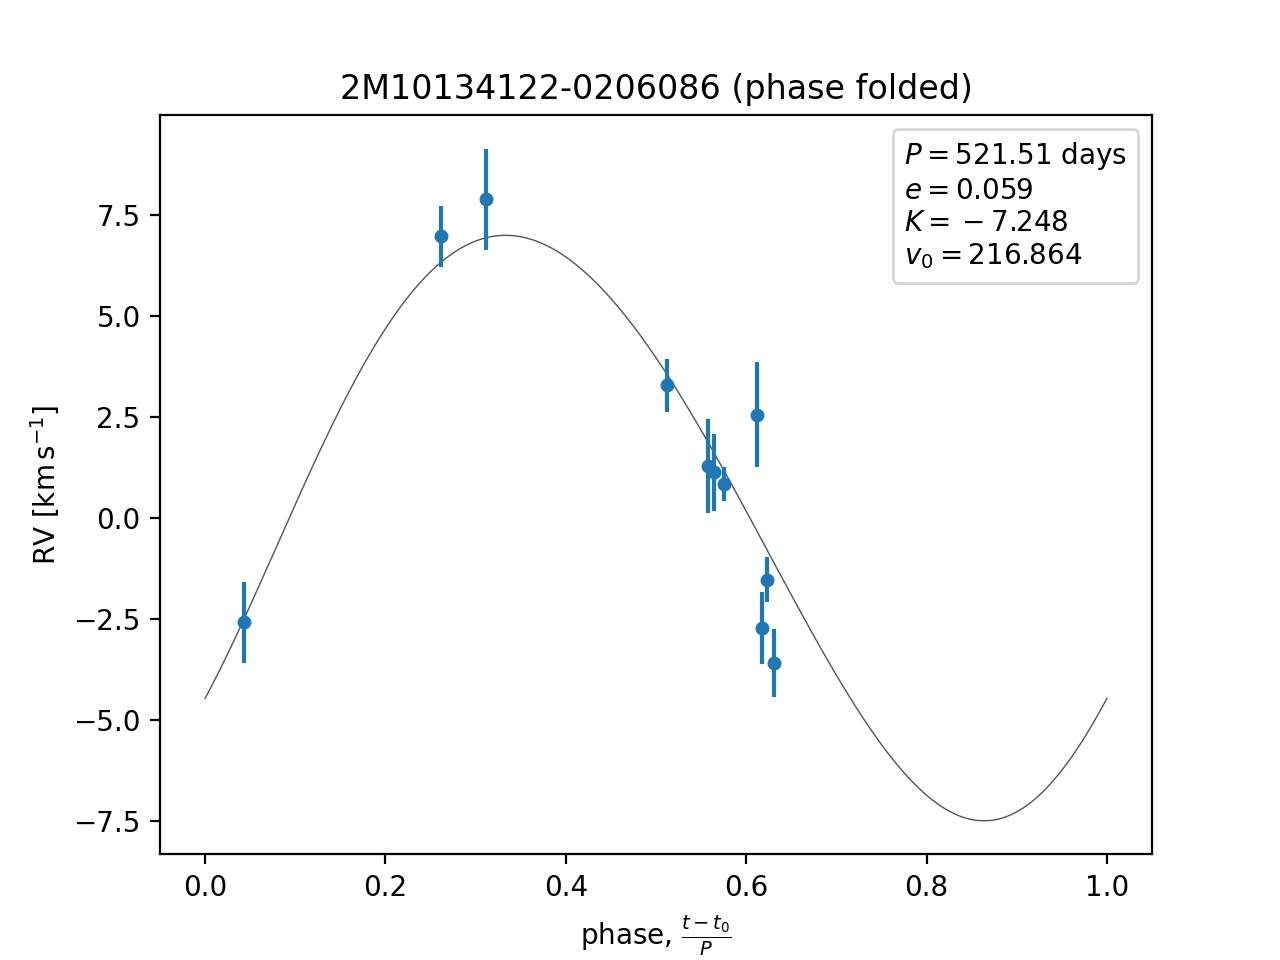 2M10134122-0206086 (phase folded)
P = 521.51 days
e = 0.059
K = −7.248
v₀ = 216.864
RV [km s⁻¹]
7.5
5.0
2.5
0.0
−2.5
−5.0
−7.5
0.0 0.2 0.4 0.6 0.8 1.0
phase, (t − t₀)/P